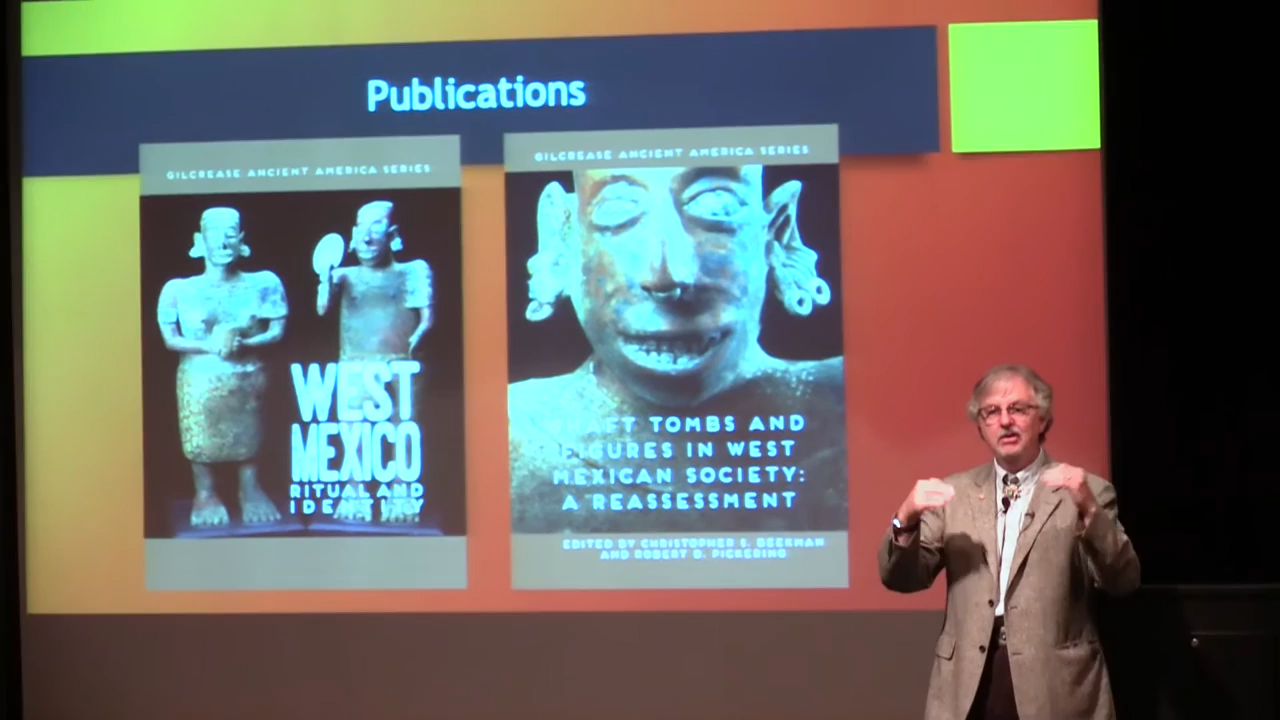 Publications
GILCREASE ANCIENT AMERICA SERIES
WEST
MEXICO
RITUAL AND
IDENTITY
GILCREASE ANCIENT AMERICA SERIES
TOMBS AND
FIGURES IN WEST
MEXICAN SOCIETY:
A REASSESSMENT
EDITED BY CHRISTOPHER S. BEEKMAN
AND ROBERT B. PICKERING